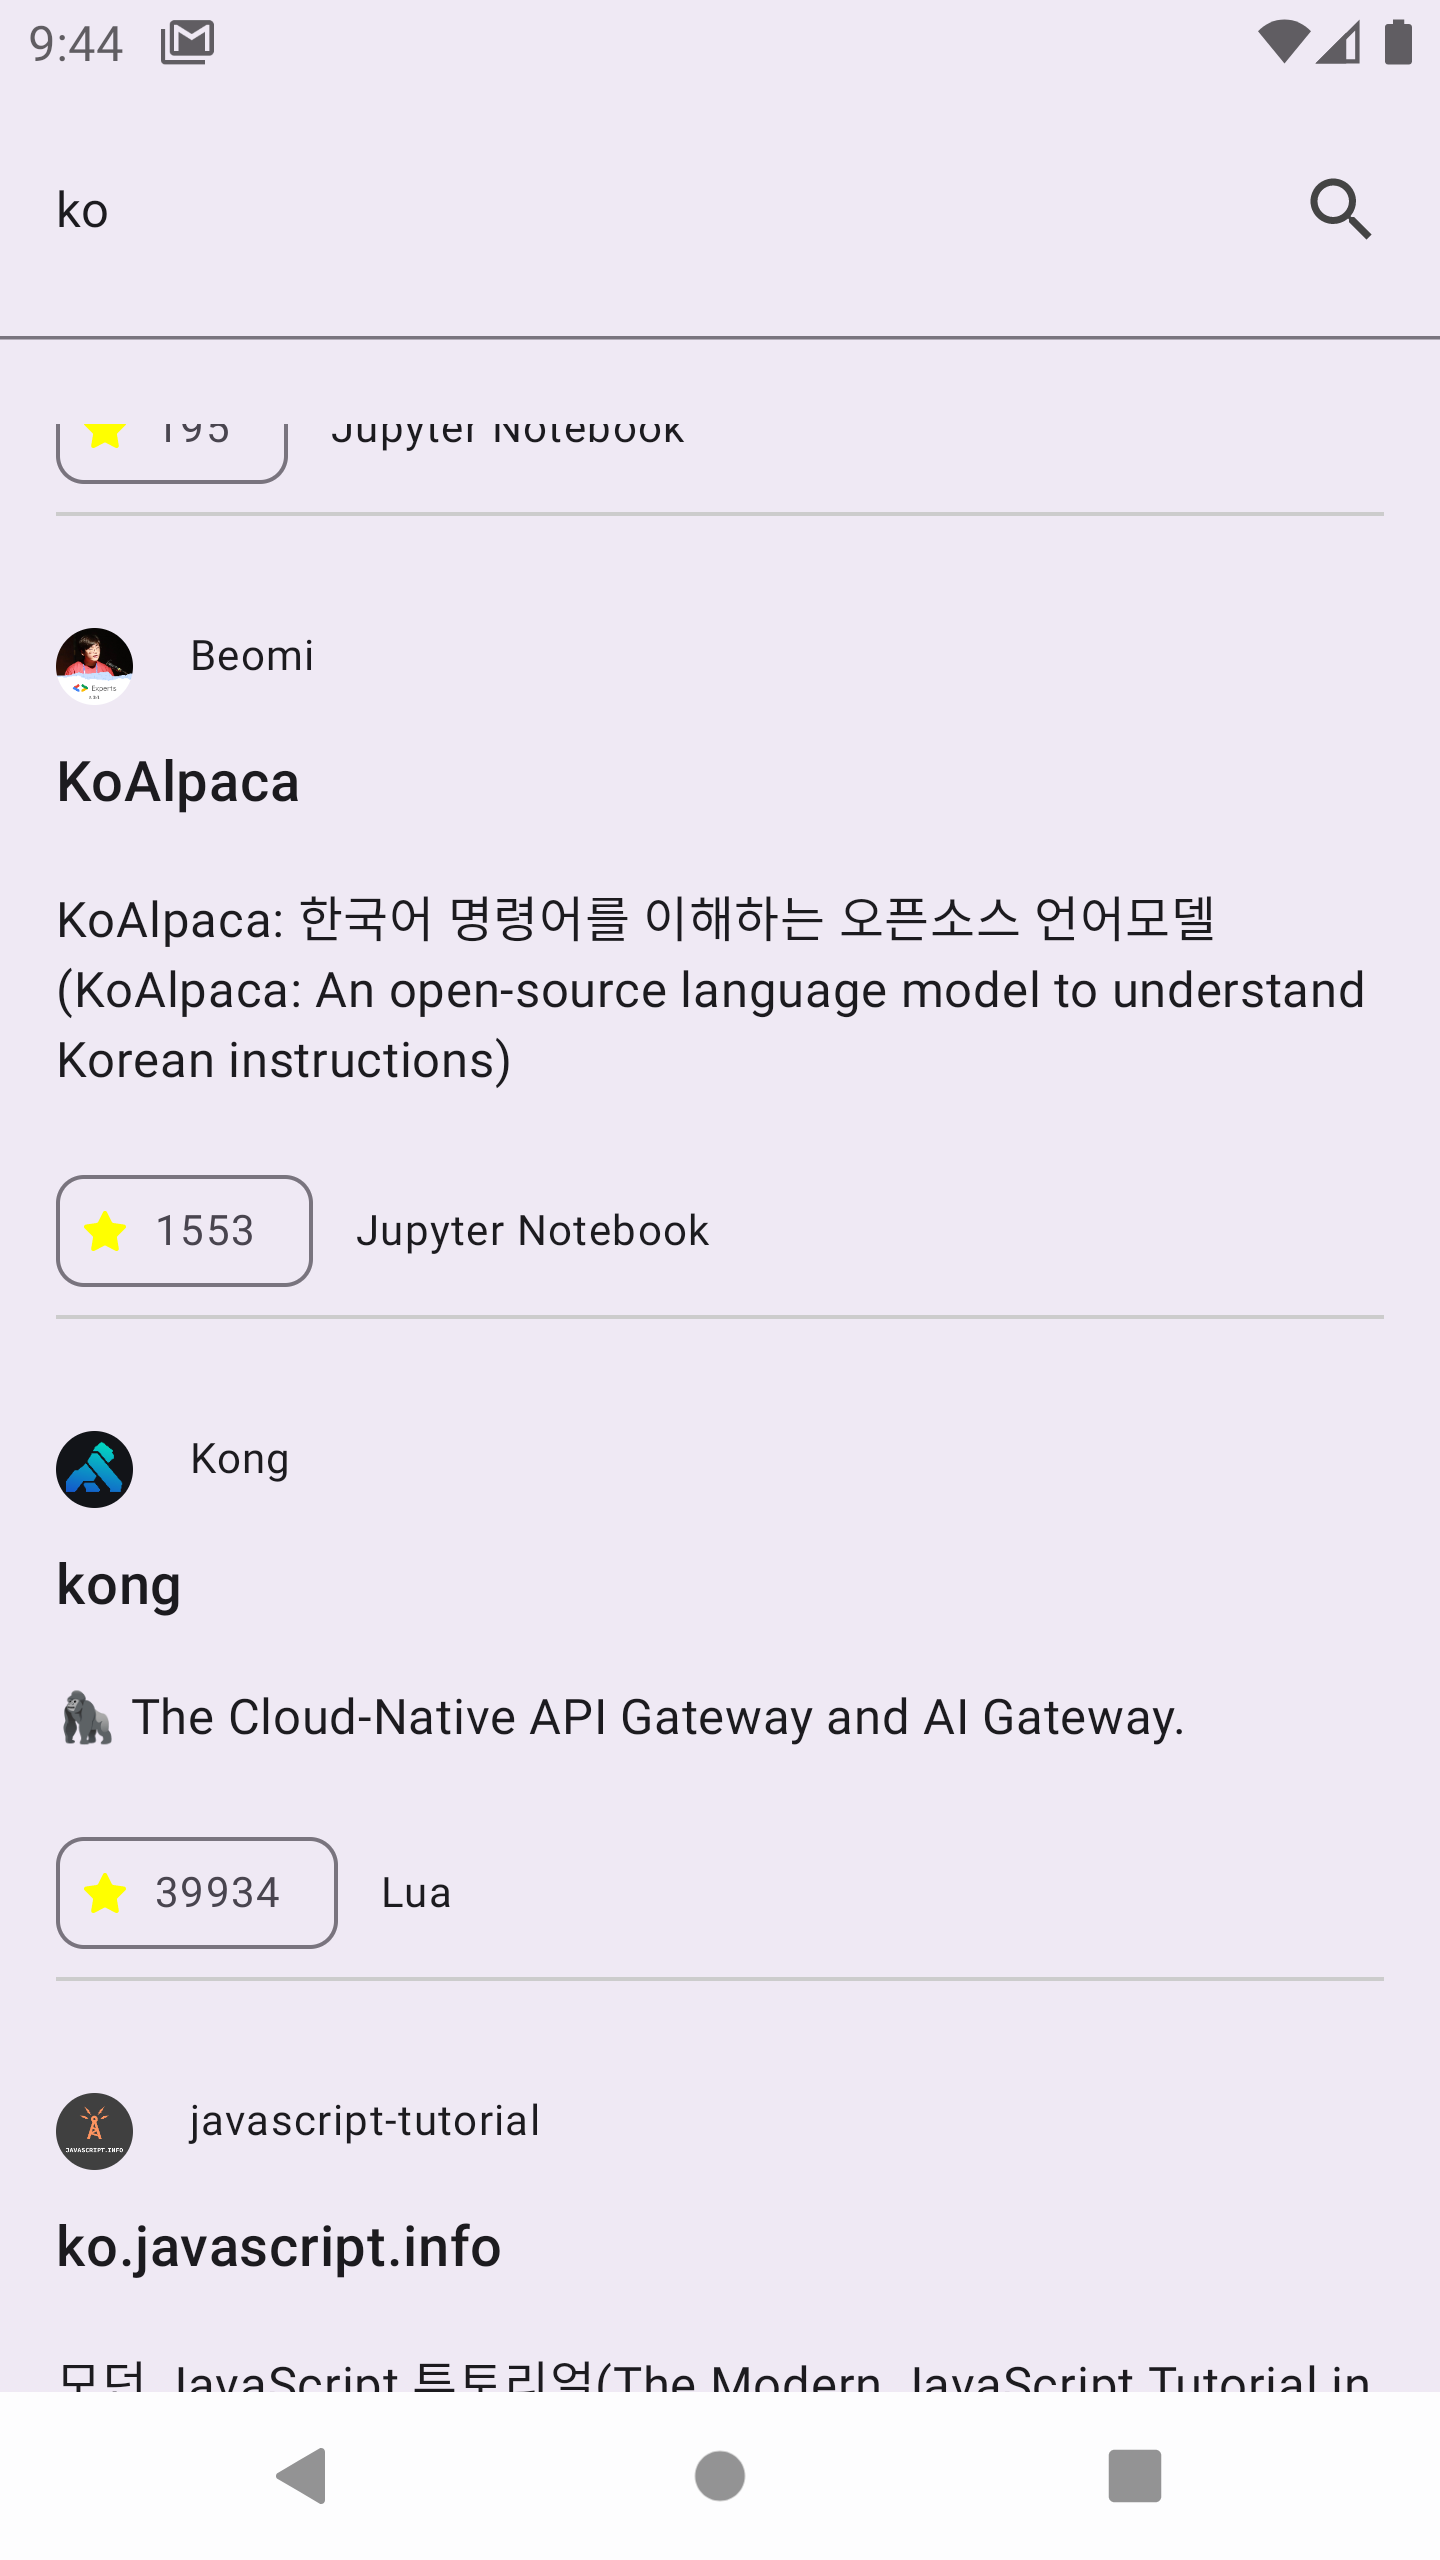 9:44
ko
195 Jupyter Notebook
Beomi
Experts
KoAlpaca
KoAlpaca: 한국어 명령어를 이해하는 오픈소스 언어모델
(KoAlpaca: An open-source language model to understand
Korean instructions)
1553 Jupyter Notebook
Kong
kong
🦍 The Cloud-Native API Gateway and AI Gateway.
39934 Lua
javascript-tutorial
JAVASCRIPT.INFO
ko.javascript.info
모던 JavaScript 튜토리얼(The Modern JavaScript Tutorial in